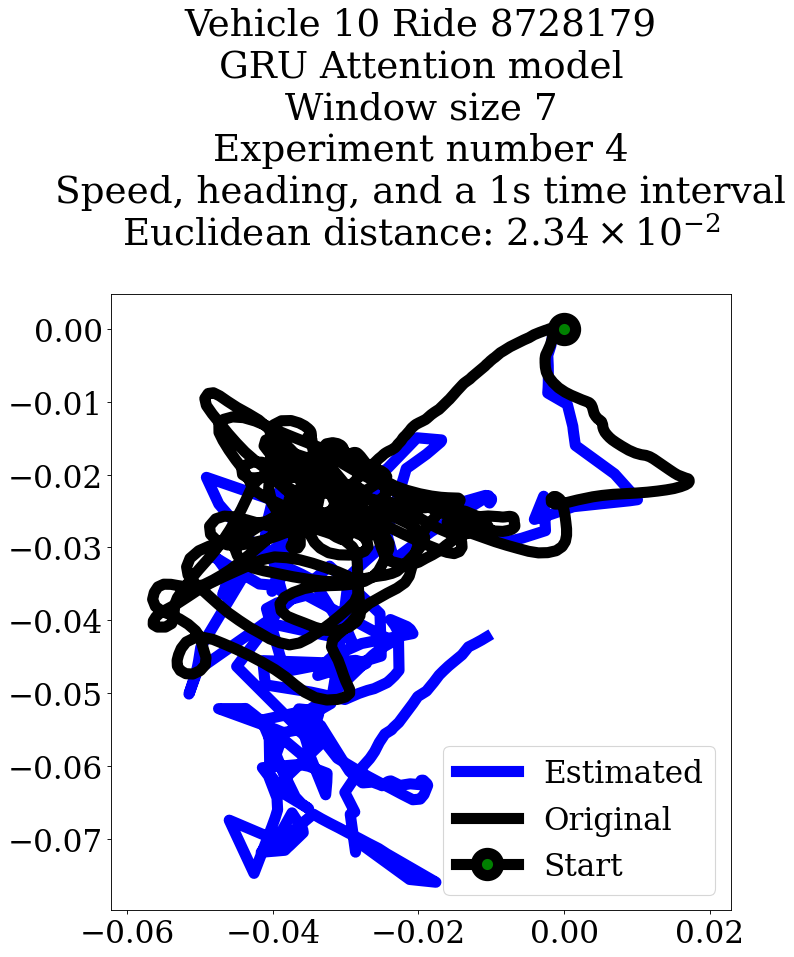 Vehicle 10 Ride 8728179
GRU Attention model
Window size 7
Experiment number 4
Speed, heading, and a 1s time interval
Euclidean distance: 2.34 × 10⁻²
0.00
−0.01
−0.02
−0.03
−0.04
−0.05
−0.06
−0.07
Estimated
Original
Start
−0.06 −0.04 −0.02 0.00 0.02